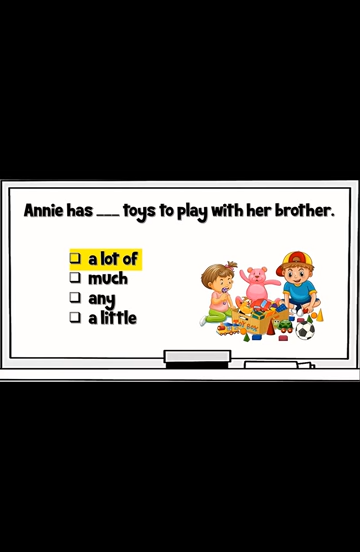 Annie has ___ toys to play with her brother.
❑ a lot of
❑ much
❑ any
❑ a little